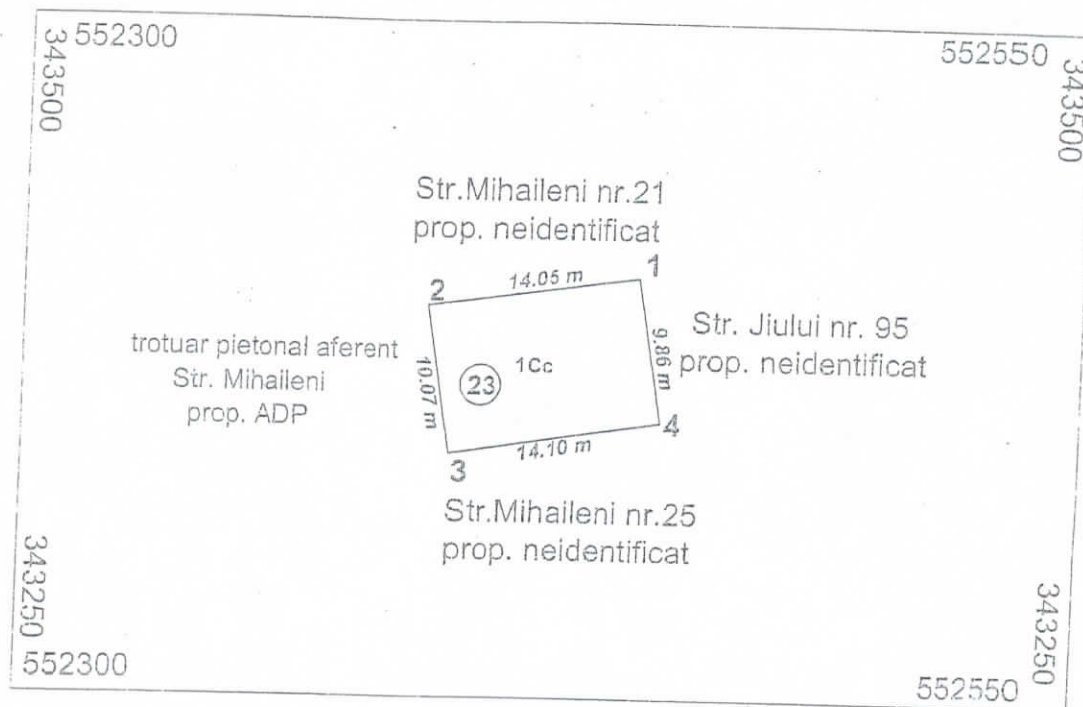 552300
552550
343500
343500
Str.Mihaileni nr.21
prop. neidentificat
1
14.05 m
2
Str. Jiului nr. 95
prop. neidentificat
9.86 m
trotuar pietonal aferent
Str. Mihaileni
prop. ADP
10.07 m
1Cc
23
4
14.10 m
3
Str.Mihaileni nr.25
prop. neidentificat
343250
343250
552300
552550